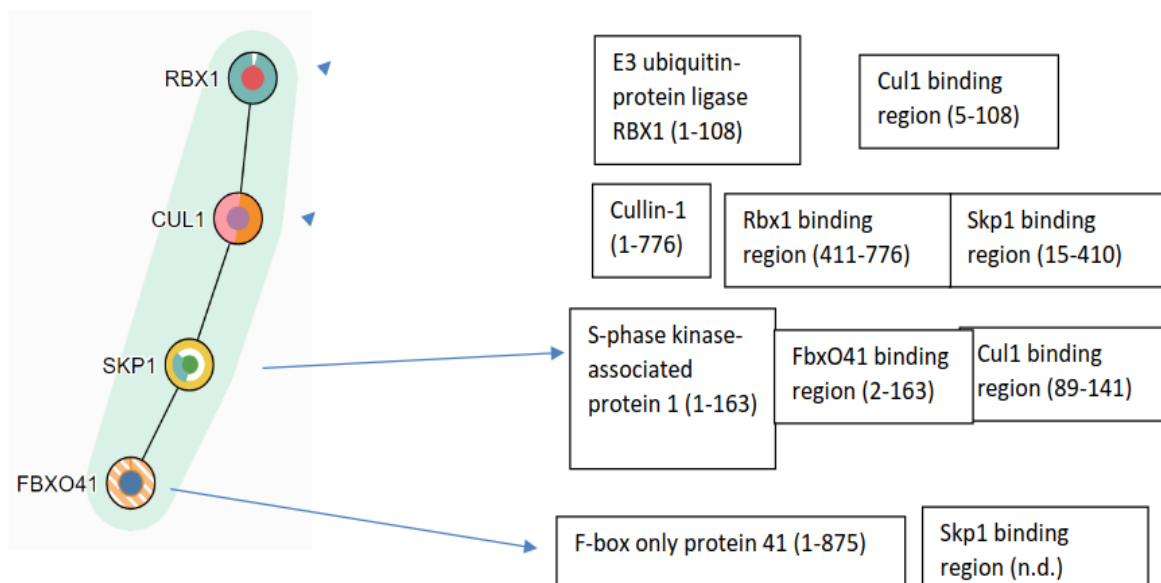 RBX1
E3 ubiquitin-
protein ligase
RBX1 (1-108)
Cul1 binding
region (5-108)
CUL1
Cullin-1
(1-776)
Rbx1 binding
region (411-776)
Skp1 binding
region (15-410)
SKP1
S-phase kinase-
associated
protein 1 (1-163)
FbxO41 binding
region (2-163)
Cul1 binding
region (89-141)
FBXO41
F-box only protein 41 (1-875)
Skp1 binding
region (n.d.)